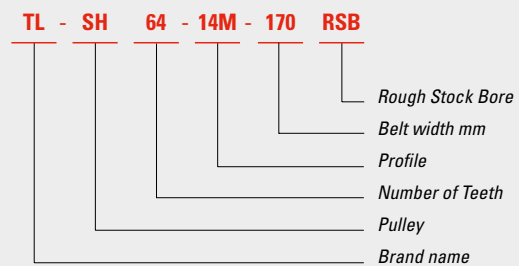 TL - SH 64 - 14M - 170 RSB
Rough Stock Bore
Belt width mm
Profile
Number of Teeth
Pulley
Brand name